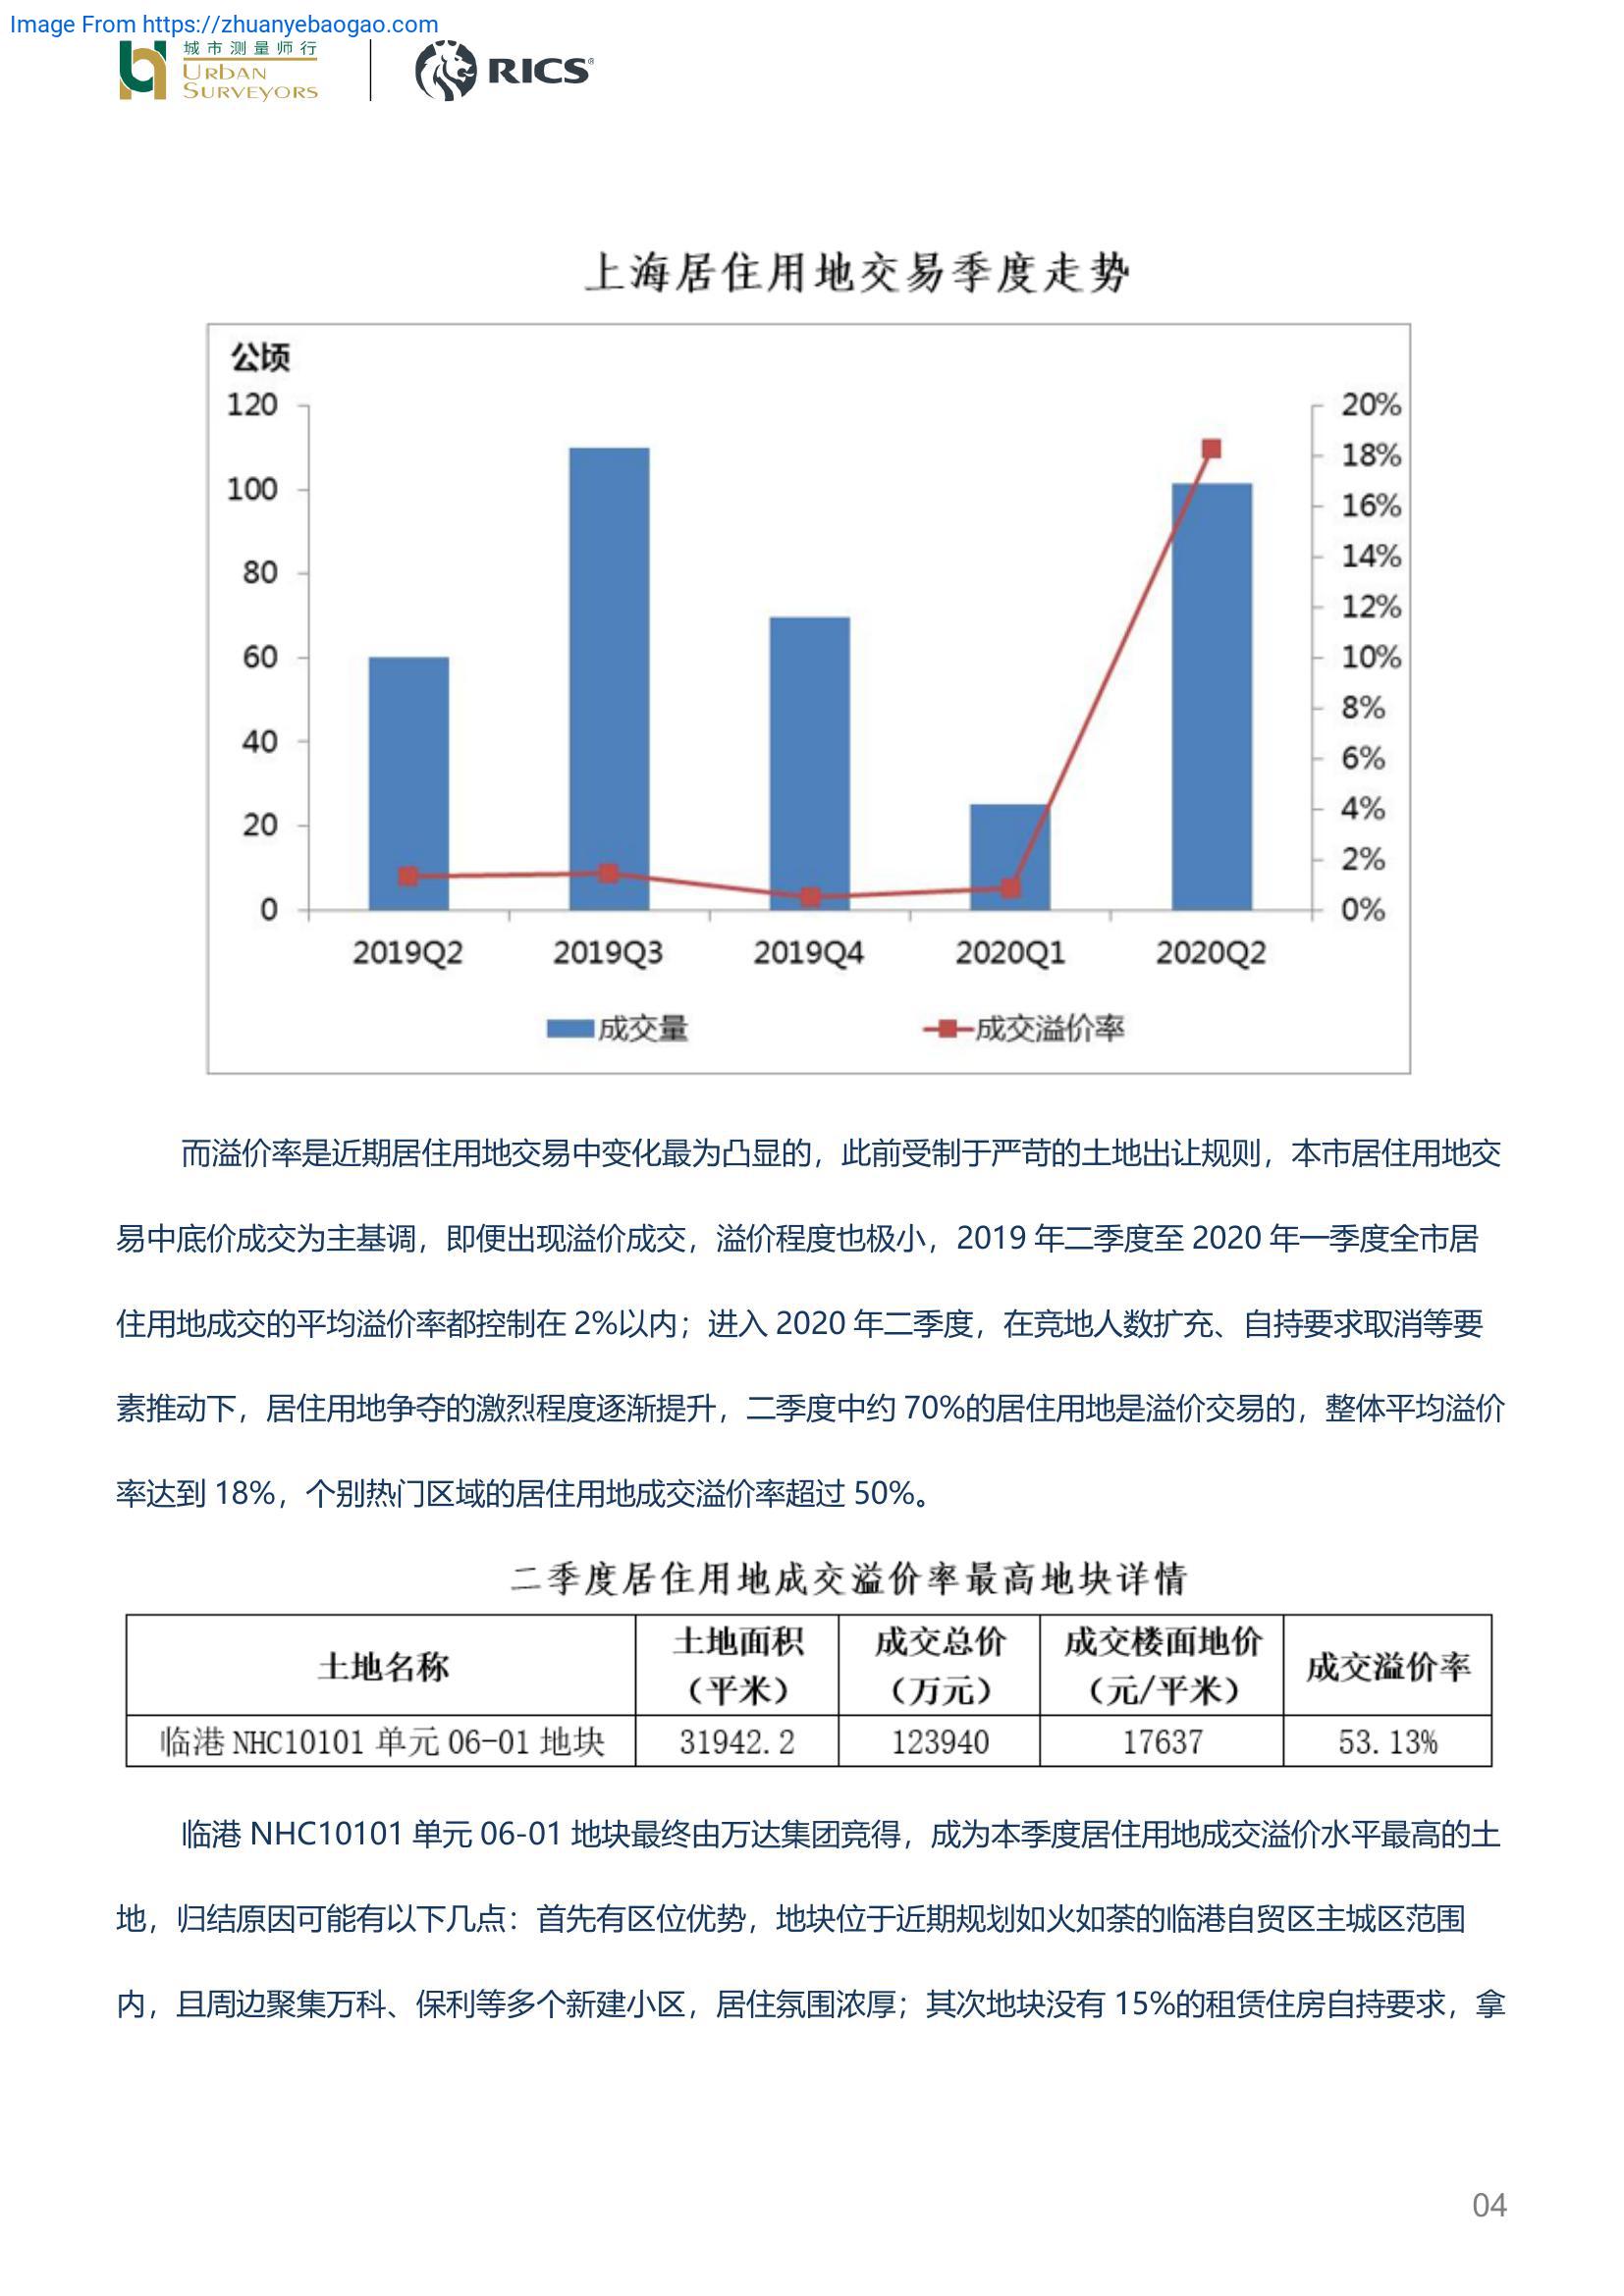 Image From https://zhuanyebaogao.com
城市测量师行
URBAN
SURVEYORS
RICS®
上海居住用地交易季度走势
公顷
120
100
80
60
40
20
0
20%
18%
16%
14%
12%
10%
8%
6%
4%
2%
0%
2019Q2 2019Q3 2019Q4 2020Q1 2020Q2
成交量 成交溢价率
而溢价率是近期居住用地交易中变化最为凸显的，此前受制于严苛的土地出让规则，本市居住用地交
易中底价成交为主基调，即便出现溢价成交，溢价程度也极小，2019 年二季度至 2020 年一季度全市居
住用地成交的平均溢价率都控制在 2%以内；进入 2020 年二季度，在竞地人数扩充、自持要求取消等要
素推动下，居住用地争夺的激烈程度逐渐提升，二季度中约 70%的居住用地是溢价交易的，整体平均溢价
率达到 18%，个别热门区域的居住用地成交溢价率超过 50%。
二季度居住用地成交溢价率最高地块详情
土地名称 土地面积（平米） 成交总价（万元） 成交楼面地价（元/平米） 成交溢价率
临港 NHC10101 单元 06-01 地块 31942.2 123940 17637 53.13%
临港 NHC10101 单元 06-01 地块最终由万达集团竞得，成为本季度居住用地成交溢价水平最高的土
地，归结原因可能有以下几点：首先有区位优势，地块位于近期规划如火如荼的临港自贸区主城区范围
内，且周边聚集万科、保利等多个新建小区，居住氛围浓厚；其次地块没有 15%的租赁住房自持要求，拿
04